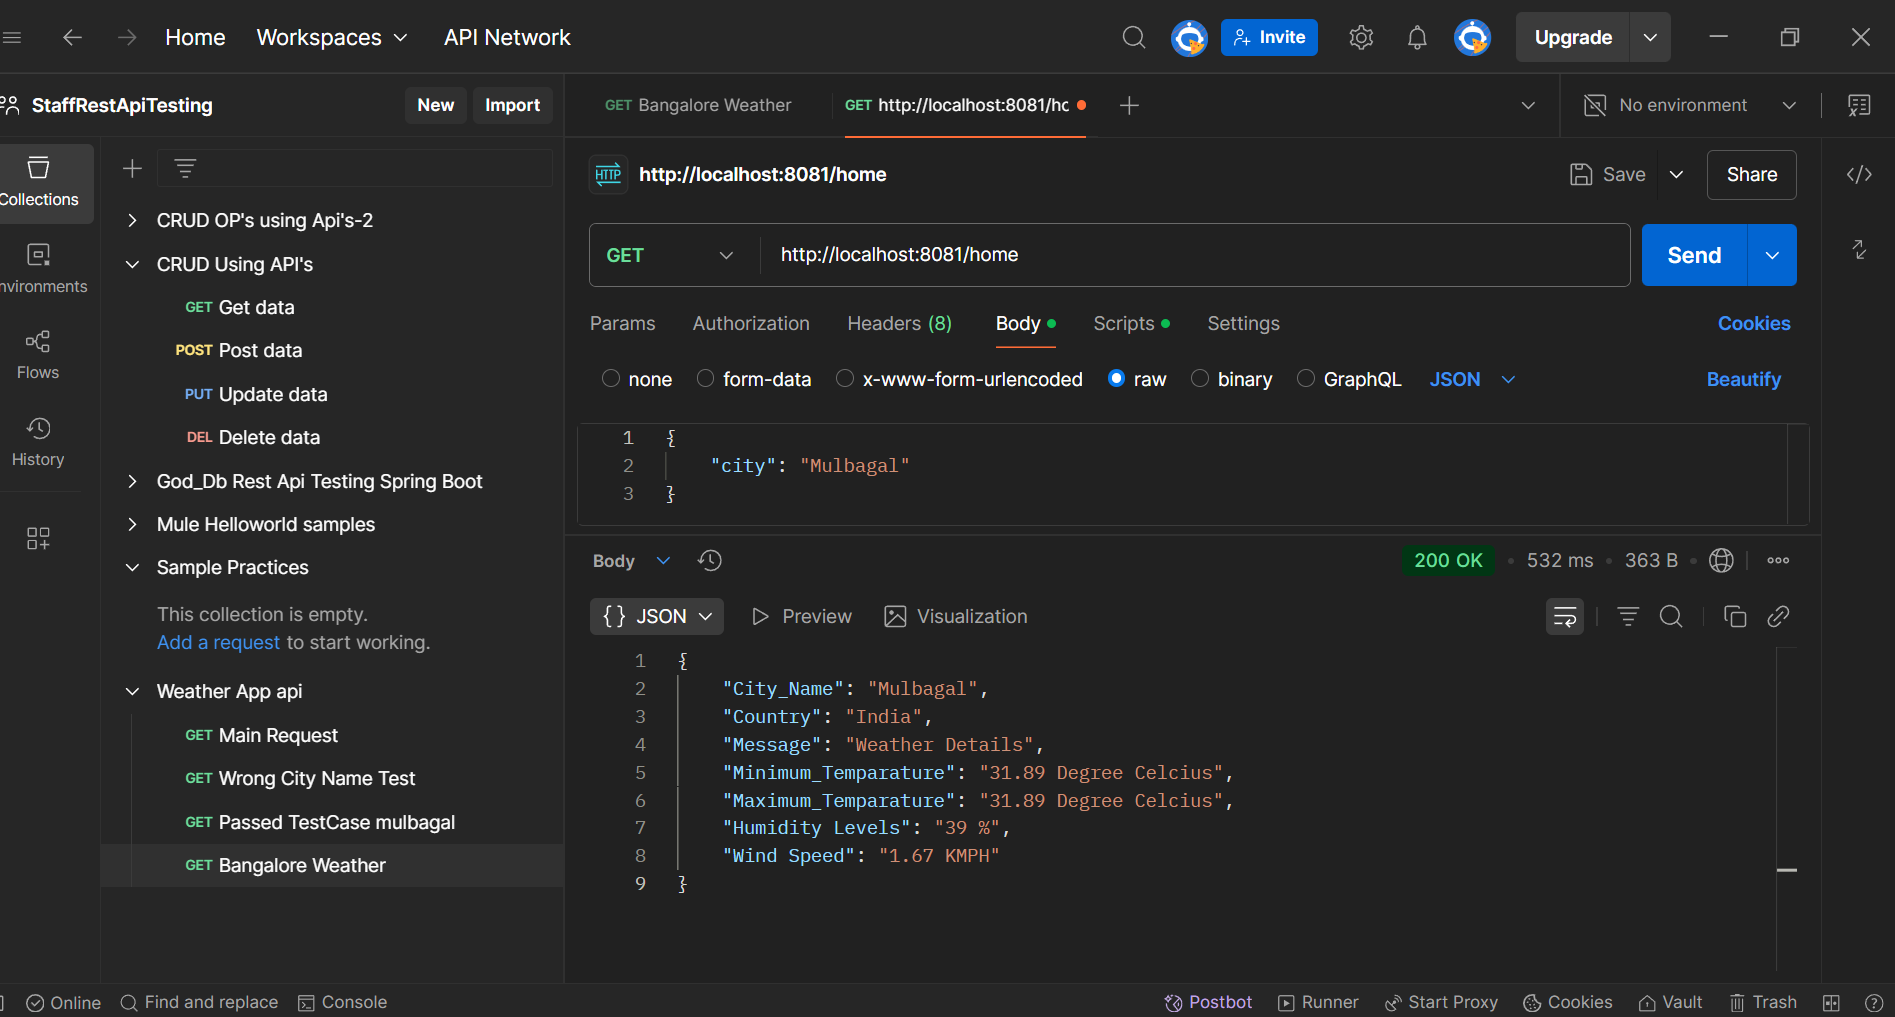 Home Workspaces API Network Invite Upgrade
StaffRestApiTesting New Import GET Bangalore Weather GET http://localhost:8081/hc No environment
http://localhost:8081/home Save Share
Collections
CRUD OP's using Api's-2
GET http://localhost:8081/home Send
CRUD Using API's
nvironments
GET Get data
Params Authorization Headers (8) Body Scripts Settings Cookies
POST Post data
Flows
none form-data x-www-form-urlencoded raw binary GraphQL JSON Beautify
PUT Update data
DEL Delete data
1 {
History
2 "city": "Mulbagal"
God_Db Rest Api Testing Spring Boot
3 }
Mule Helloworld samples
Sample Practices
Body 200 OK 532 ms 363 B
This collection is empty.
{} JSON Preview Visualization
Add a request to start working.
1 {
Weather App api
2 "City_Name": "Mulbagal",
3 "Country": "India",
GET Main Request
4 "Message": "Weather Details",
GET Wrong City Name Test
5 "Minimum_Temparature": "31.89 Degree Celcius",
6 "Maximum_Temparature": "31.89 Degree Celcius",
GET Passed TestCase mulbagal
7 "Humidity Levels": "39 %",
GET Bangalore Weather
8 "Wind Speed": "1.67 KMPH"
9 }
Online Find and replace Console Postbot Runner Start Proxy Cookies Vault Trash